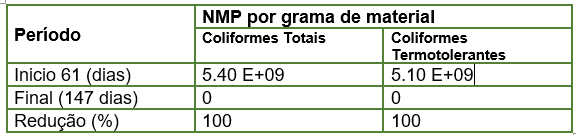 Período NMP por grama de material
Coliformes Totais Coliformes
Termotolerantes
Inicio 61 (dias) 5.40 E+09 5.10 E+09
Final (147 dias) 0 0
Redução (%) 100 100